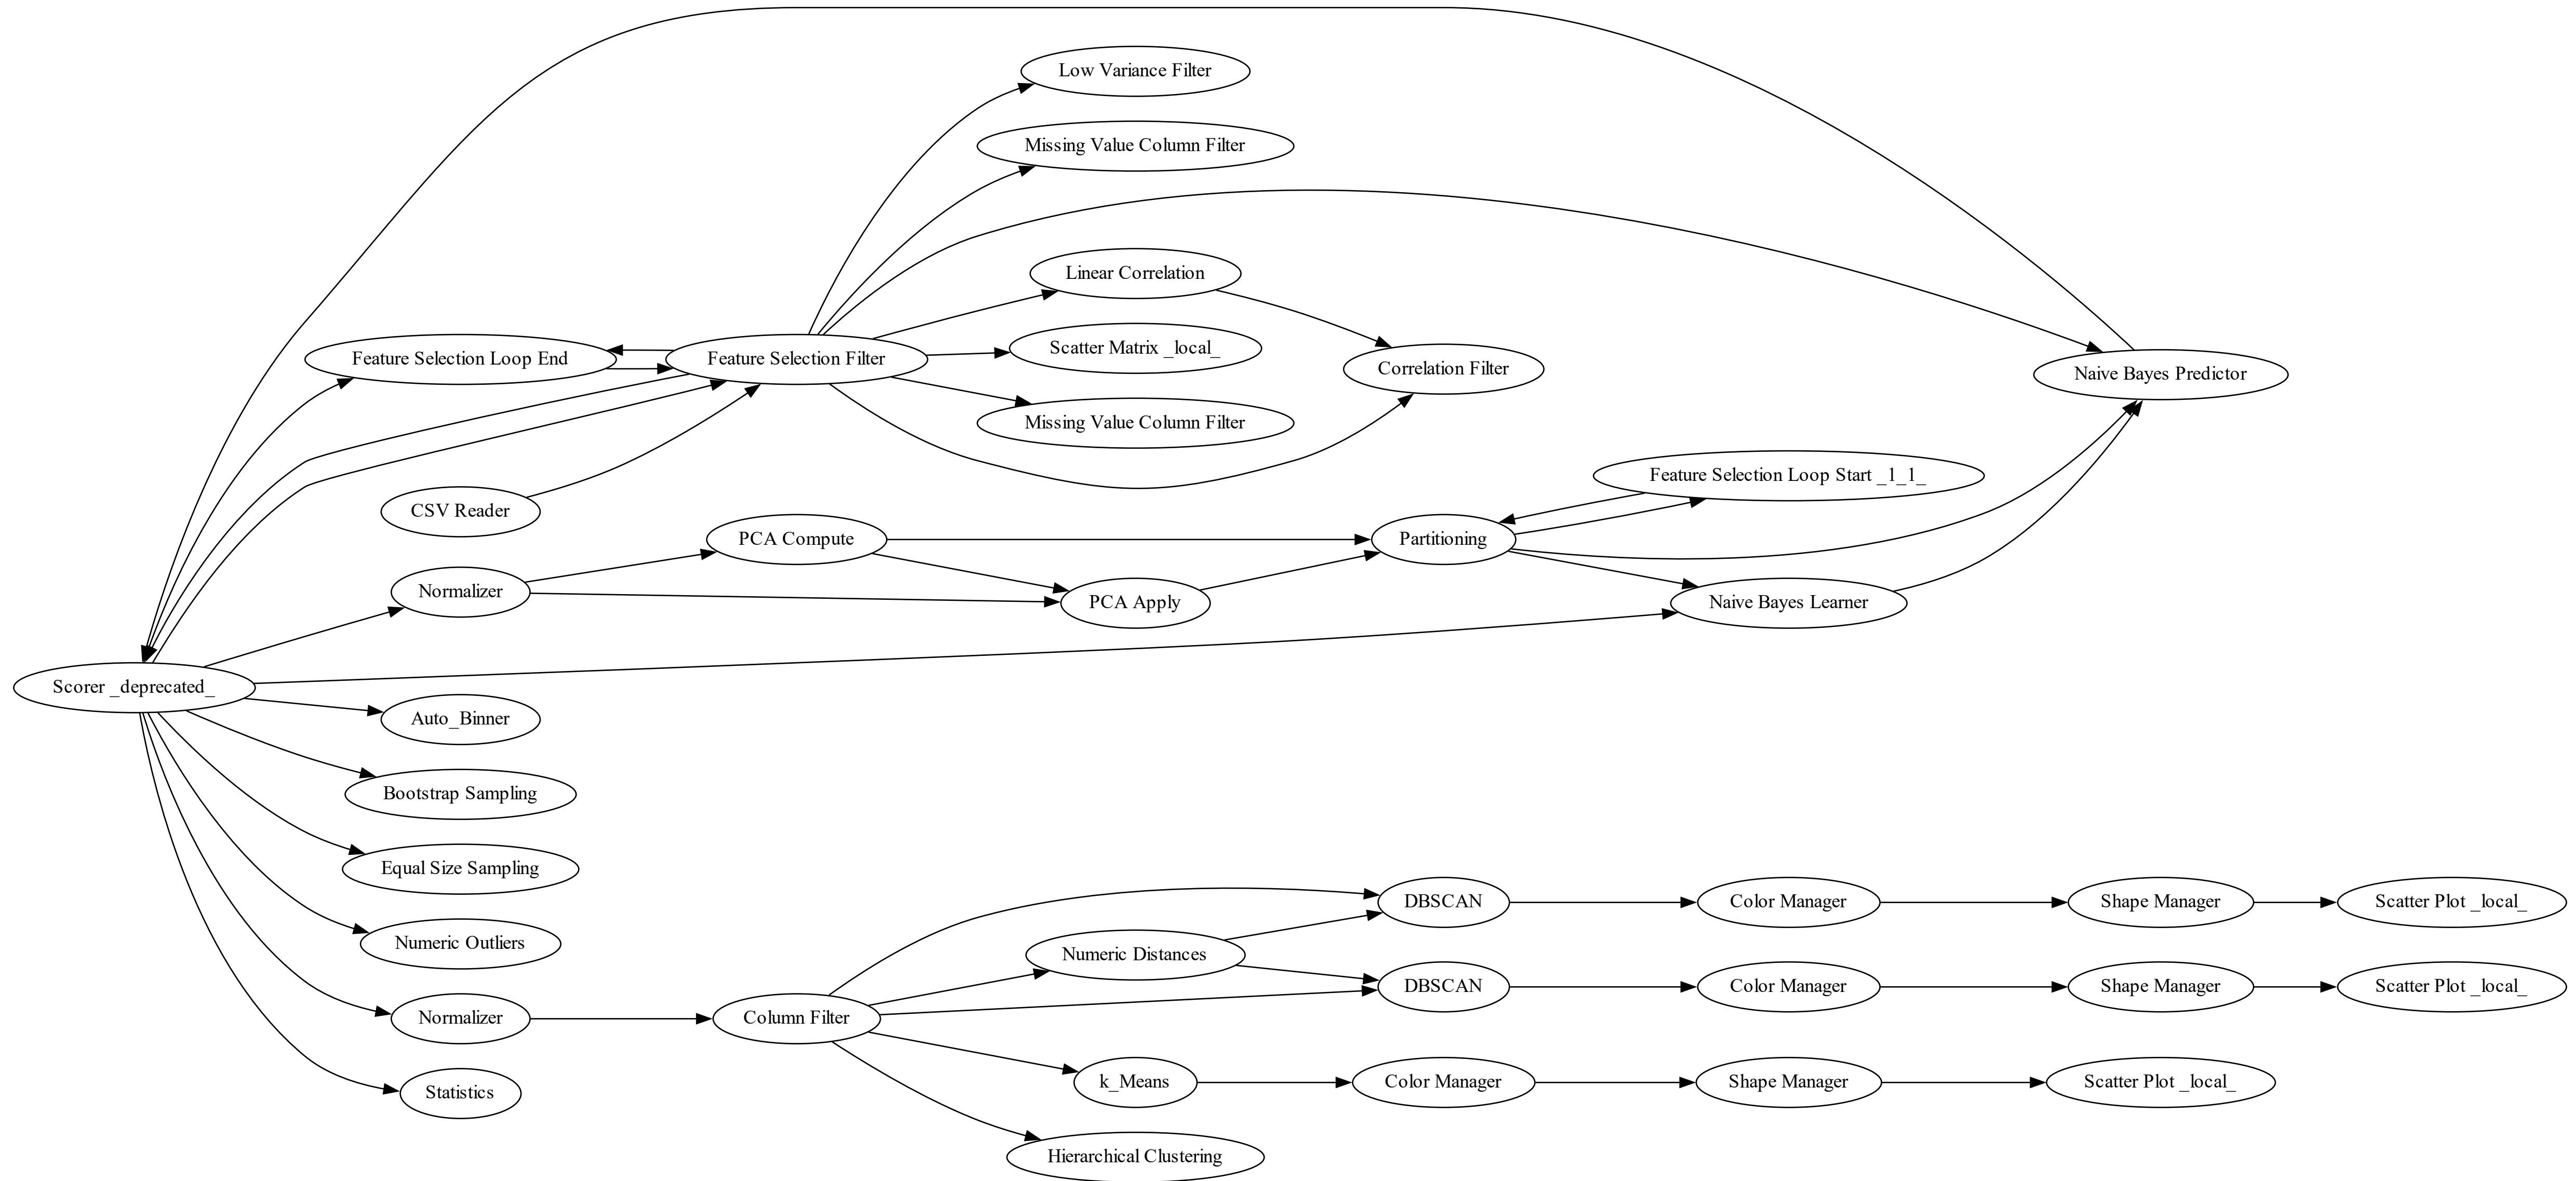 Low Variance Filter
Missing Value Column Filter
Linear Correlation
Scatter Matrix _local_
Feature Selection Loop End
Feature Selection Filter
Correlation Filter
Naive Bayes Predictor
Missing Value Column Filter
Feature Selection Loop Start _1_1_
CSV Reader
PCA Compute
Partitioning
Normalizer
PCA Apply
Naive Bayes Learner
Scorer _deprecated_
Auto_Binner
Bootstrap Sampling
Equal Size Sampling
Numeric Outliers
DBSCAN
Color Manager
Shape Manager
Scatter Plot _local_
Numeric Distances
DBSCAN
Color Manager
Shape Manager
Scatter Plot _local_
Normalizer
Column Filter
Statistics
k_Means
Color Manager
Shape Manager
Scatter Plot _local_
Hierarchical Clustering